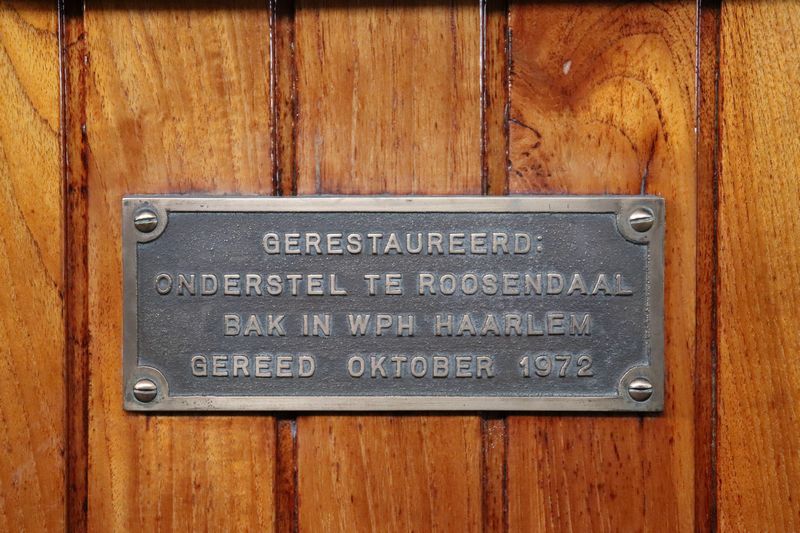 GERESTAUREERD:
ONDERSTEL TE ROOSENDAAL
BAK IN WPH HAARLEM
GEREED OKTOBER 1972